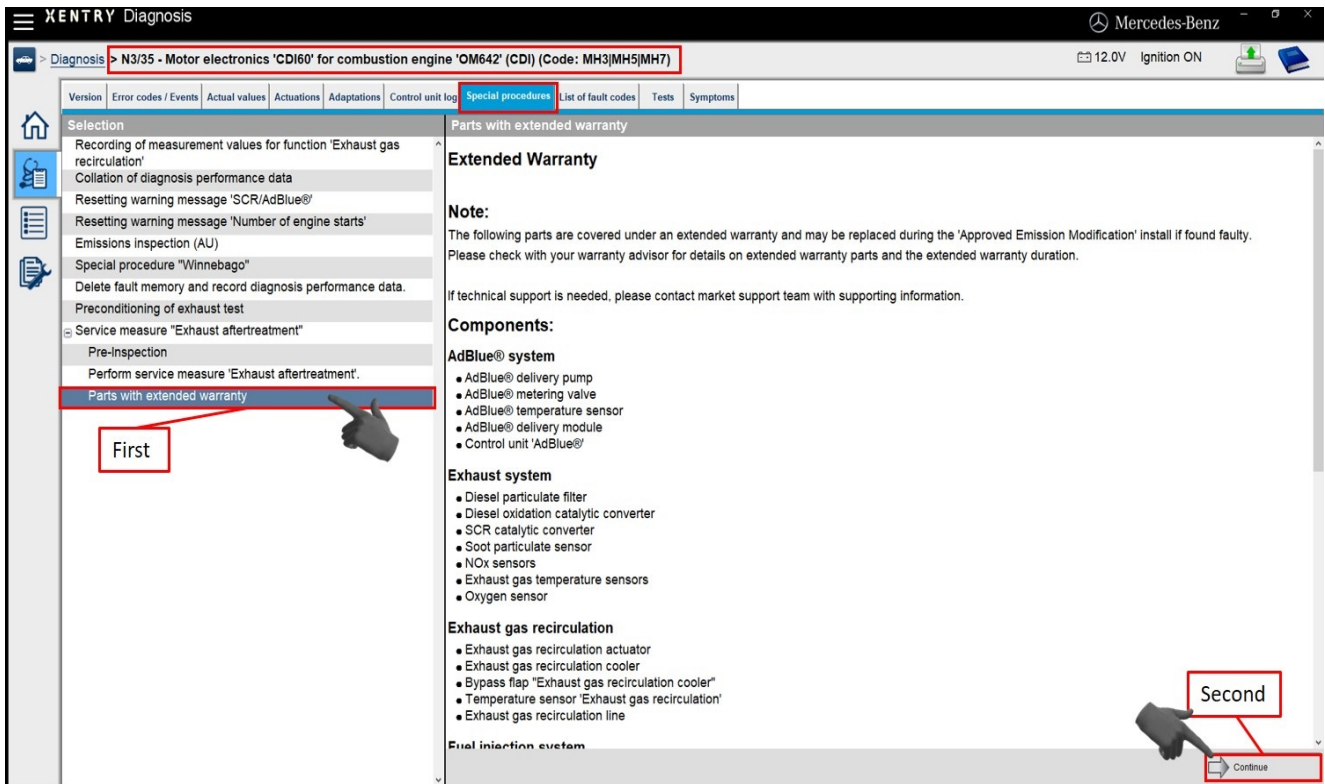 XENTRY Diagnosis
Mercedes-Benz
> Diagnosis > N3/35 - Motor electronics 'CDI60' for combustion engine 'OM642' (CDI) (Code: MH3|MH5|MH7)
12.0V Ignition ON
Version Error codes / Events Actual values Actuations Adaptations Control unit log Special procedures List of fault codes Tests Symptoms
Selection
Recording of measurement values for function 'Exhaust gas
recirculation'
Collation of diagnosis performance data
Resetting warning message 'SCR/AdBlue®'
Resetting warning message 'Number of engine starts'
Emissions inspection (AU)
Special procedure "Winnebago"
Delete fault memory and record diagnosis performance data.
Preconditioning of exhaust test
Service measure "Exhaust aftertreatment"
Pre-Inspection
Perform service measure 'Exhaust aftertreatment'.
Parts with extended warranty
First
Parts with extended warranty
Extended Warranty
Note:
The following parts are covered under an extended warranty and may be replaced during the 'Approved Emission Modification' install if found faulty.
Please check with your warranty advisor for details on extended warranty parts and the extended warranty duration.
If technical support is needed, please contact market support team with supporting information.
Components:
AdBlue® system
• AdBlue® delivery pump
• AdBlue® metering valve
• AdBlue® temperature sensor
• AdBlue® delivery module
• Control unit 'AdBlue®'
Exhaust system
• Diesel particulate filter
• Diesel oxidation catalytic converter
• SCR catalytic converter
• Soot particulate sensor
• NOx sensors
• Exhaust gas temperature sensors
• Oxygen sensor
Exhaust gas recirculation
• Exhaust gas recirculation actuator
• Exhaust gas recirculation cooler
• Bypass flap "Exhaust gas recirculation cooler"
• Temperature sensor 'Exhaust gas recirculation'
• Exhaust gas recirculation line
Fuel injection system
Second
Continue